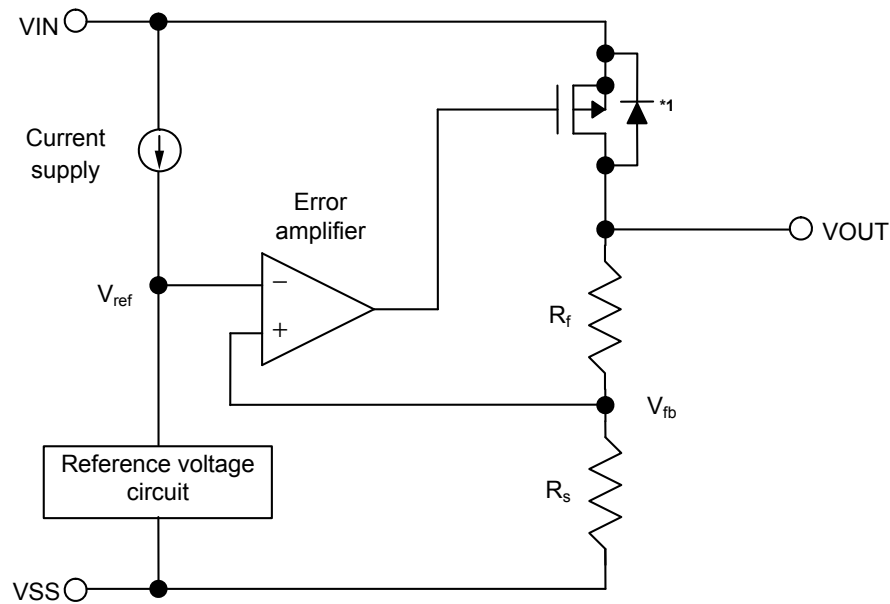 VIN
*1
Current
supply
Error
amplifier
VOUT
Vref
−
+
Rf
Vfb
Reference voltage
circuit
Rs
VSS